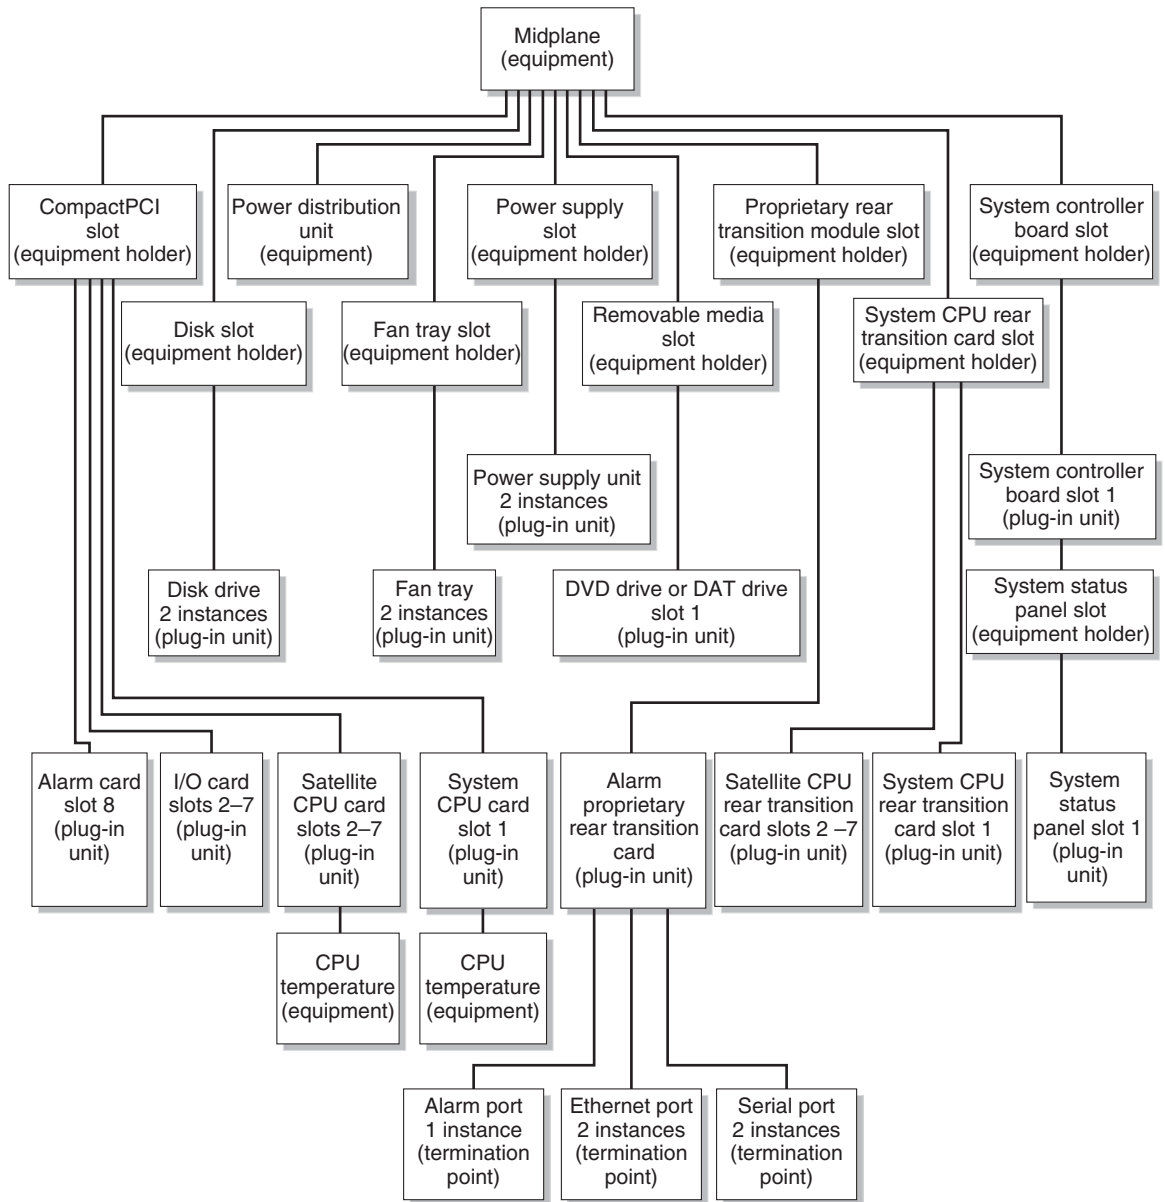 Midplane
(equipment)
CompactPCI
slot
(equipment holder)
Power distribution
unit
(equipment)
Power supply
slot
(equipment holder)
Proprietary rear
transition module slot
(equipment holder)
System controller
board slot
(equipment holder)
Disk slot
(equipment holder)
Fan tray slot
(equipment holder)
Removable media
slot
(equipment holder)
System CPU rear
transition card slot
(equipment holder)
Power supply unit
2 instances
(plug-in unit)
System controller
board slot 1
(plug-in unit)
Disk drive
2 instances
(plug-in unit)
Fan tray
2 instances
(plug-in unit)
DVD drive or DAT drive
slot 1
(plug-in unit)
System status
panel slot
(equipment holder)
Alarm card
slot 8
(plug-in
unit)
I/O card
slots 2–7
(plug-in
unit)
Satellite
CPU card
slots 2–7
(plug-in
unit)
System
CPU card
slot 1
(plug-in
unit)
Alarm
proprietary
rear transition
card
(plug-in unit)
Satellite CPU
rear transition
card slots 2 –7
(plug-in unit)
System CPU
rear transition
card slot 1
(plug-in unit)
System
status
panel slot 1
(plug-in
unit)
CPU
temperature
(equipment)
CPU
temperature
(equipment)
Alarm port
1 instance
(termination
point)
Ethernet port
2 instances
(termination
point)
Serial port
2 instances
(termination
point)